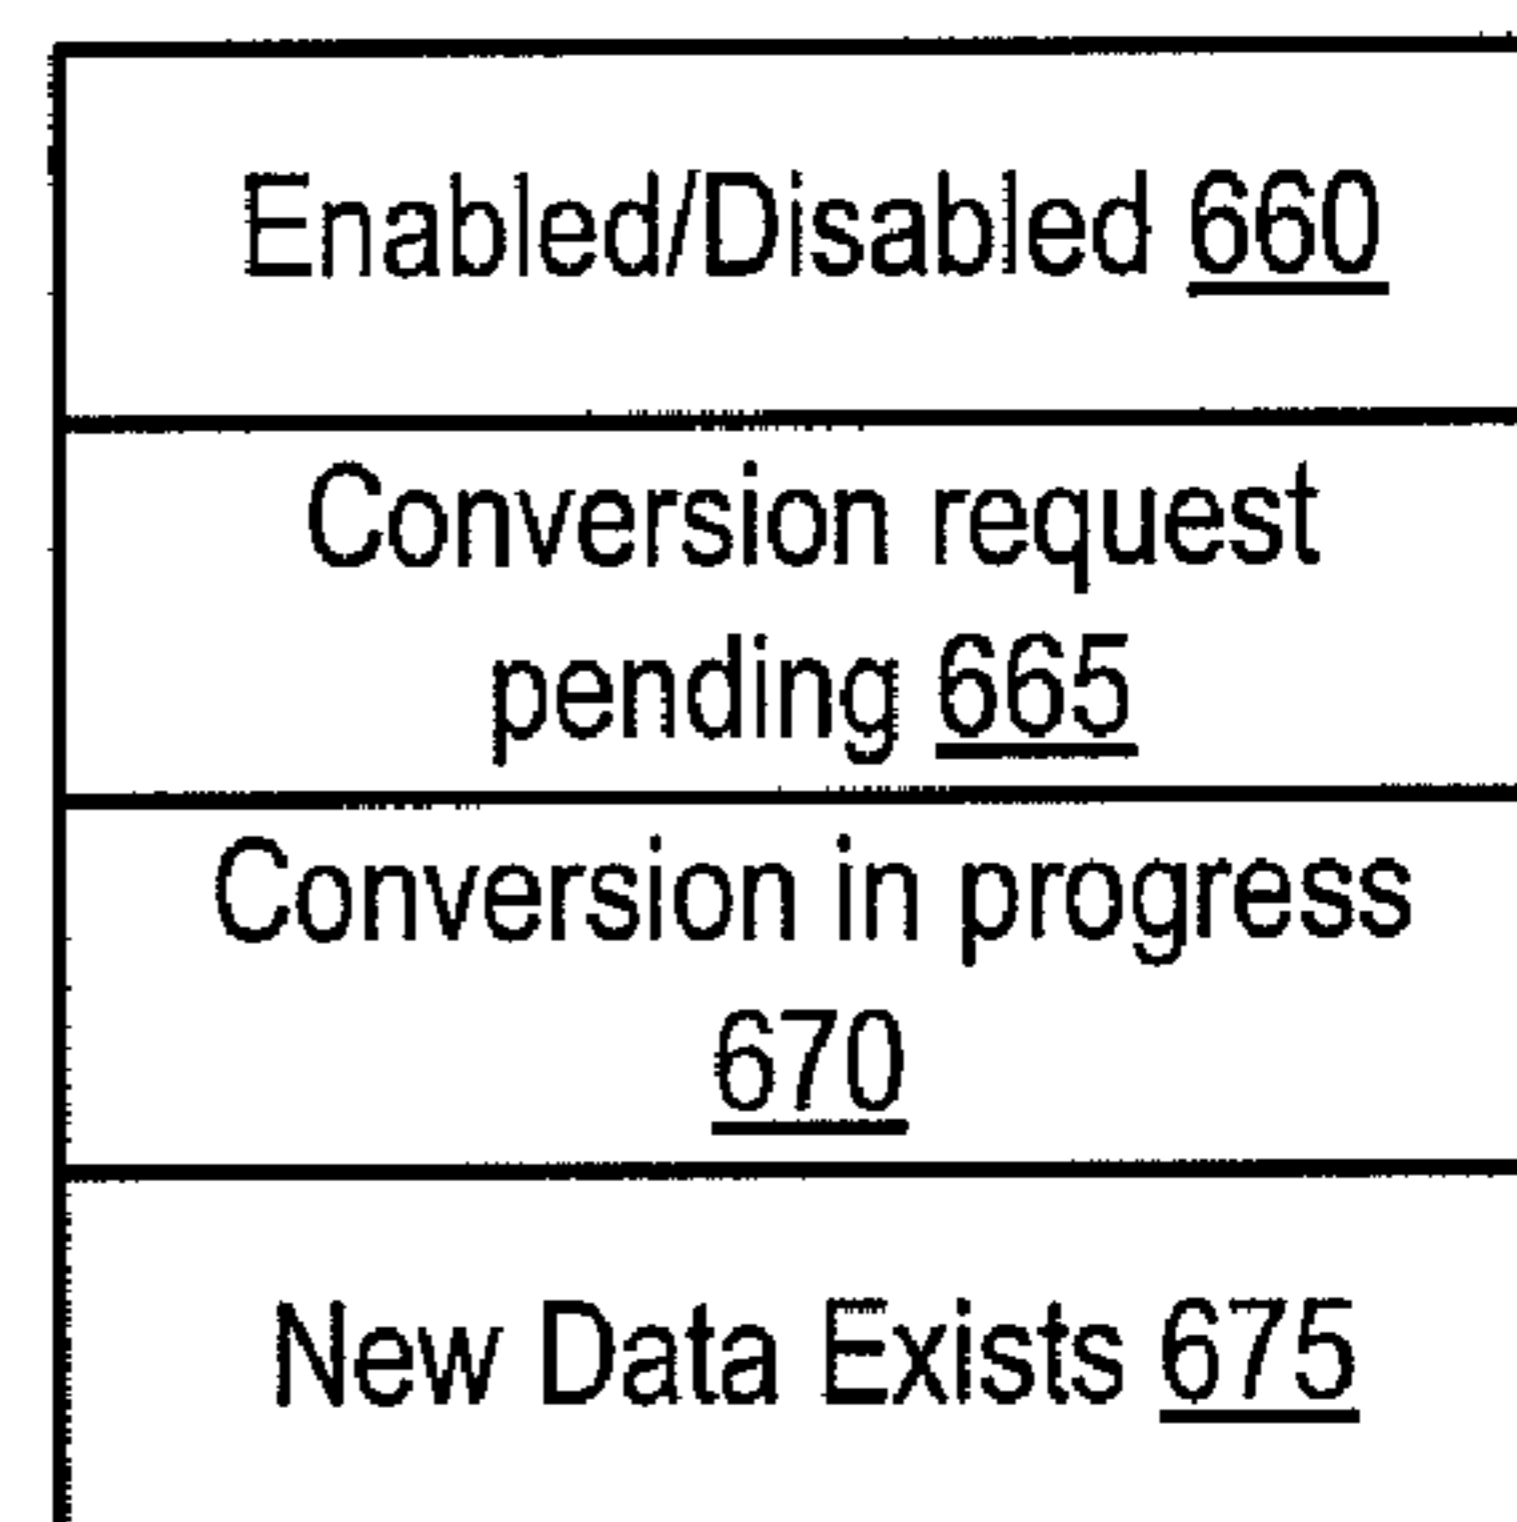 Enabled/Disabled 660
Conversion request
pending 665
Conversion in progress
670
New Data Exists 675